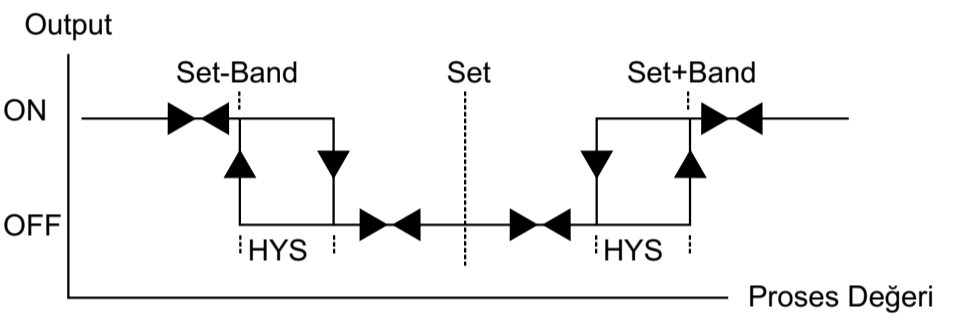 Output
Set-Band
Set
Set+Band
ON
OFF
HYS
HYS
Proses Değeri